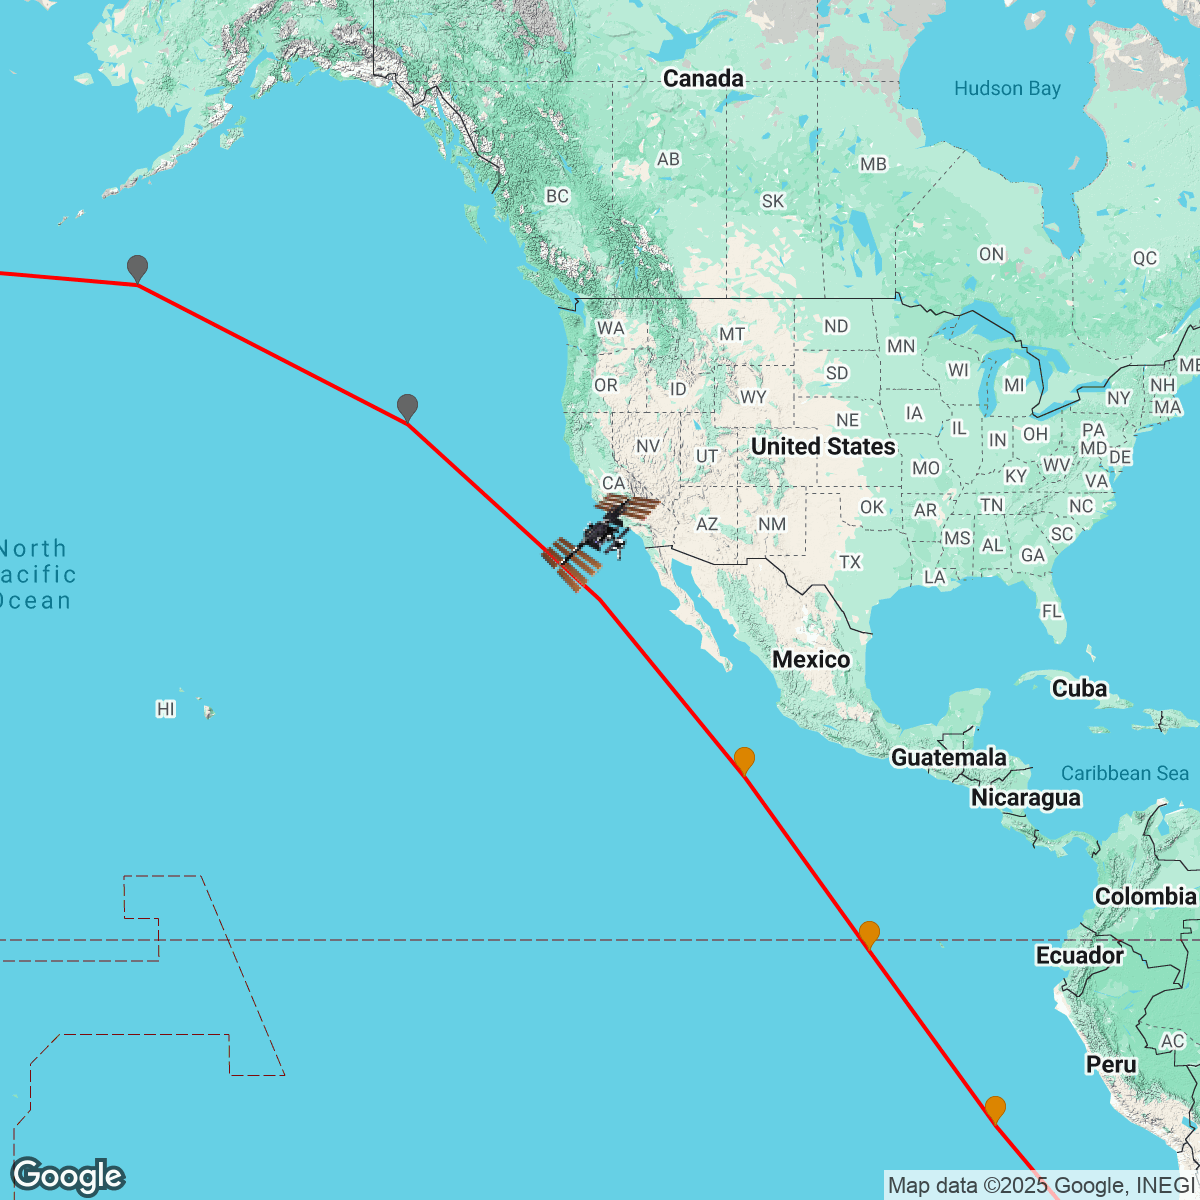 Canada
Hudson Bay
AB
MB
BC
SK
ON
QC
WA
MT
ND
MN
ME
OR
ID
SD
WI
MI
NH
WY
NY
MA
NE
IA
IL
OH
PA
NV
UT
United States
IN
MD
DE
MO
KY
WV
VA
CA
OK
AR
TN
NC
AZ
NM
MS
AL
SC
GA
North
acific
Ocean
TX
LA
FL
Mexico
Cuba
HI
Guatemala
Caribbean Sea
Nicaragua
Colombia
Ecuador
AC
Peru
Google
Map data ©2025 Google, INEGI